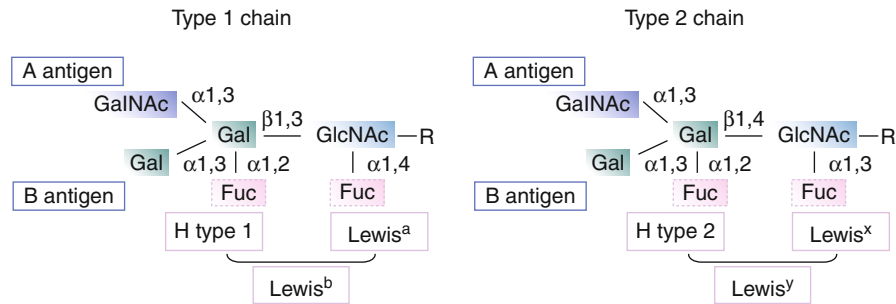 Type 1 chain
A antigen
GalNAc α1,3
Gal β1,3 GlcNAc R
Gal α1,3 α1,2 α1,4
B antigen Fuc Fuc
H type 1 Lewisᵃ
Lewisᵇ
Type 2 chain
A antigen
GalNAc α1,3
Gal β1,4 GlcNAc R
Gal α1,3 α1,2 α1,3
B antigen Fuc Fuc
H type 2 Lewisˣ
Lewisʸ